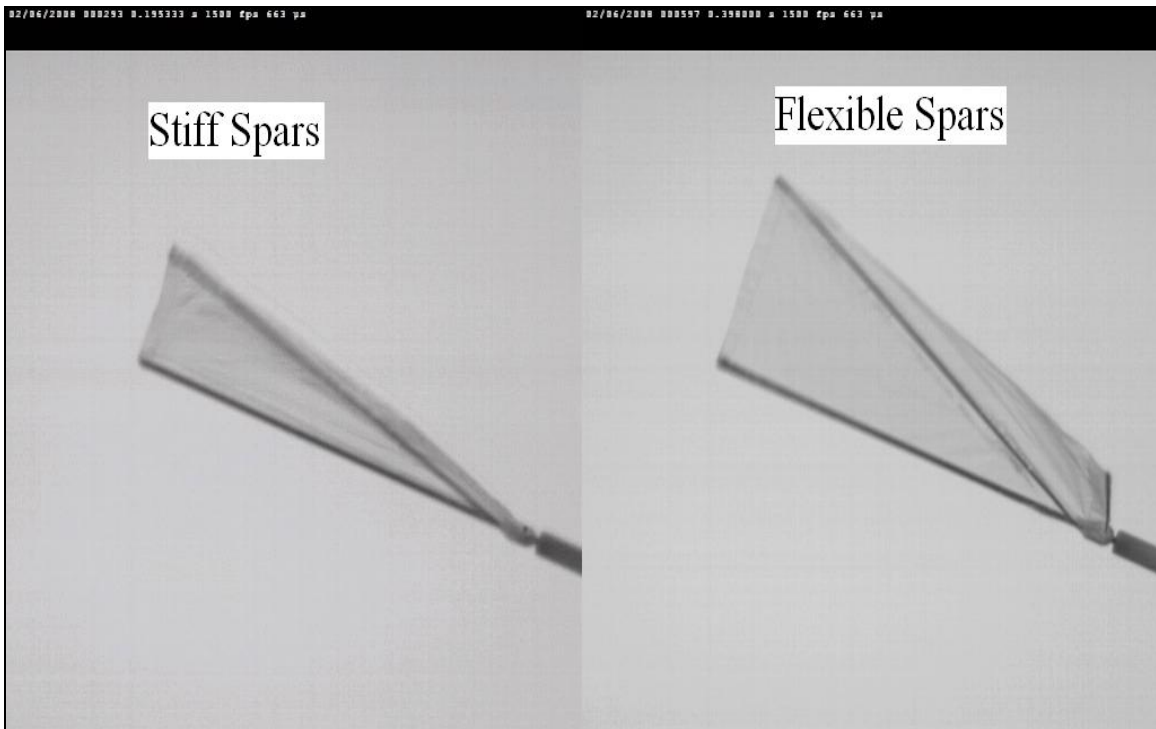 02/06/2008 000293 0.195333 s 1500 fps 663 µs
02/06/2008 000597 0.398000 s 1500 fps 663 µs
Stiff Spars
Flexible Spars